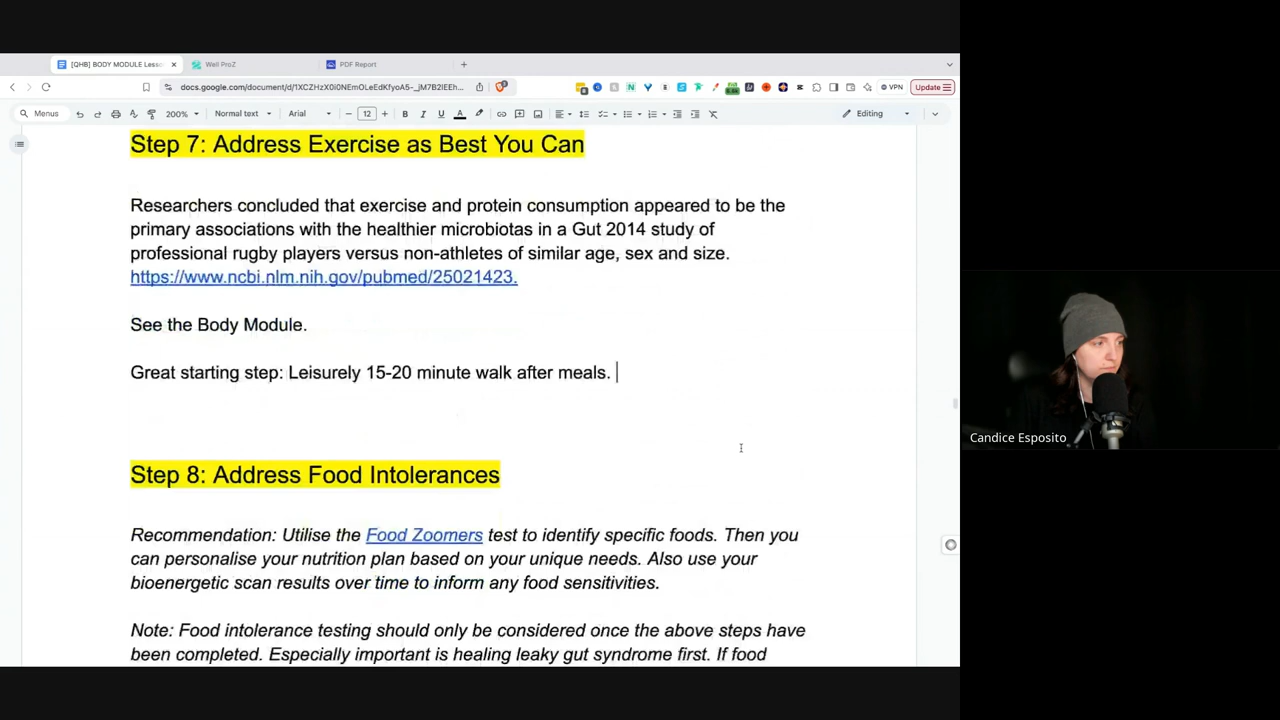 [QHB] BODY MODULE Lesso
Well ProZ
PDF Report
docs.google.com/document/d/1XCZHzX0i0NEmOLeEdKfyoA5-_jM7B2lEEh...
VPN
Update
Menus
200%
Normal text
Arial
12
Editing
Step 7: Address Exercise as Best You Can
Researchers concluded that exercise and protein consumption appeared to be the
primary associations with the healthier microbiotas in a Gut 2014 study of
professional rugby players versus non-athletes of similar age, sex and size.
https://www.ncbi.nlm.nih.gov/pubmed/25021423.
See the Body Module.
Great starting step: Leisurely 15-20 minute walk after meals.
Step 8: Address Food Intolerances
Recommendation: Utilise the Food Zoomers test to identify specific foods. Then you
can personalise your nutrition plan based on your unique needs. Also use your
bioenergetic scan results over time to inform any food sensitivities.
Note: Food intolerance testing should only be considered once the above steps have
been completed. Especially important is healing leaky gut syndrome first. If food
Candice Esposito